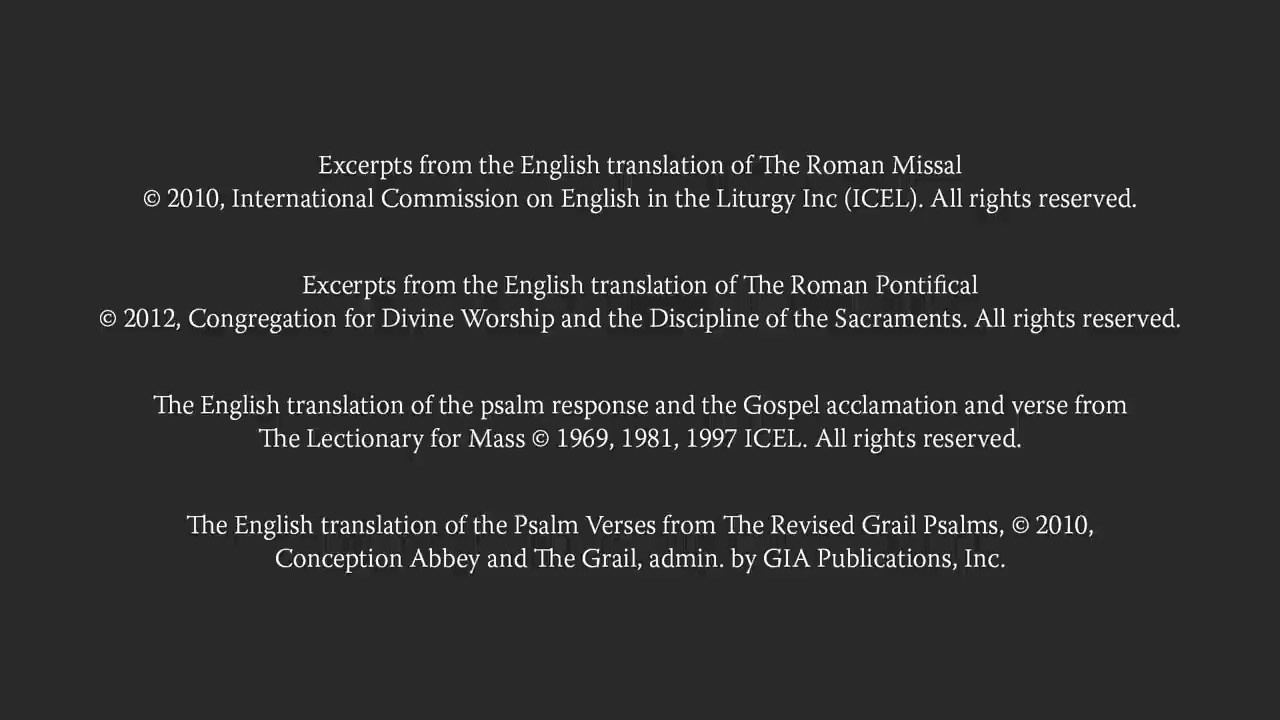 Excerpts from the English translation of The Roman Missal
© 2010, International Commission on English in the Liturgy Inc (ICEL). All rights reserved.
Excerpts from the English translation of The Roman Pontifical
© 2012, Congregation for Divine Worship and the Discipline of the Sacraments. All rights reserved.
The English translation of the psalm response and the Gospel acclamation and verse from
The Lectionary for Mass © 1969, 1981, 1997 ICEL. All rights reserved.
The English translation of the Psalm Verses from The Revised Grail Psalms, © 2010,
Conception Abbey and The Grail, admin. by GIA Publications, Inc.